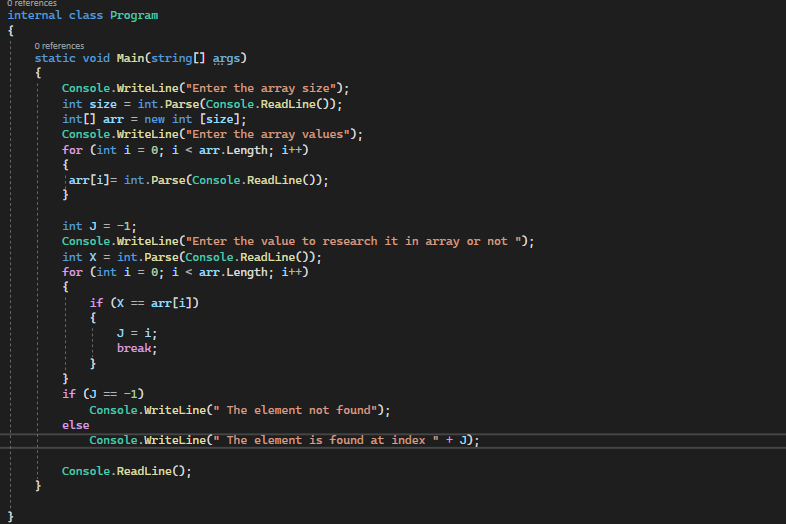 0 references
internal class Program
{
0 references
static void Main(string[] args)
{
Console.WriteLine("Enter the array size");
int size = int.Parse(Console.ReadLine());
int[] arr = new int [size];
Console.WriteLine("Enter the array values");
for (int i = 0; i < arr.Length; i++)
{
arr[i]= int.Parse(Console.ReadLine());
}
int J = -1;
Console.WriteLine("Enter the value to research it in array or not ");
int X = int.Parse(Console.ReadLine());
for (int i = 0; i < arr.Length; i++)
{
if (X == arr[i])
{
J = i;
break;
}
}
if (J == -1)
Console.WriteLine(" The element not found");
else
Console.WriteLine(" The element is found at index " + J);
Console.ReadLine();
}
}